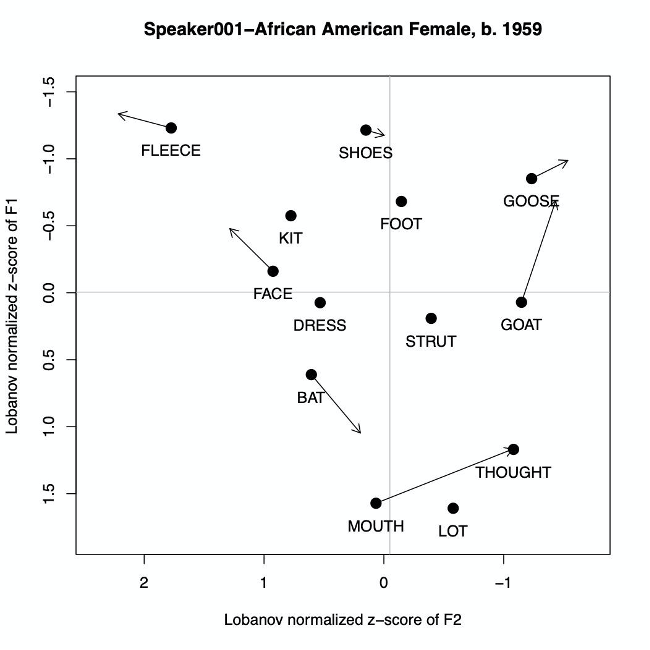 Speaker001−African American Female, b. 1959
−1.5
−1.0
−0.5
0.0
0.5
1.0
1.5
Lobanov normalized z−score of F1
FLEECE
SHOES
GOOSE
KIT
FOOT
FACE
DRESS
STRUT
GOAT
BAT
THOUGHT
MOUTH
LOT
2
1
0
−1
Lobanov normalized z−score of F2